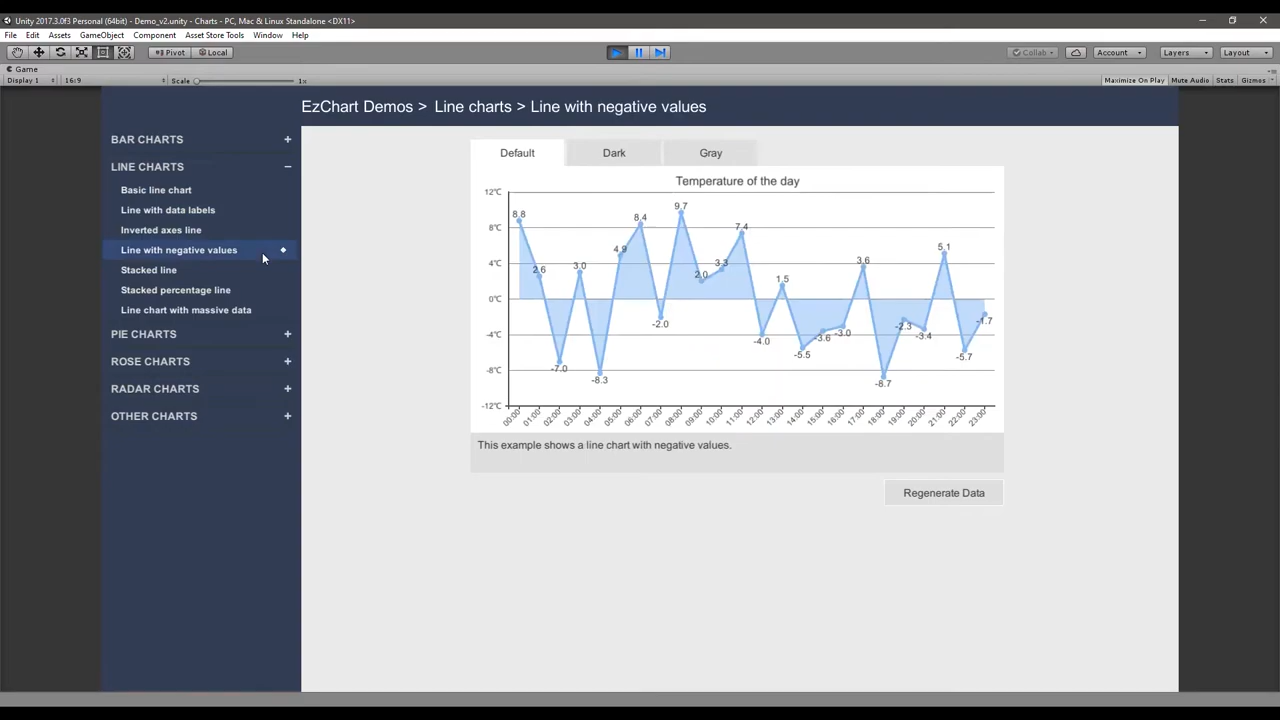 Unity 2017.3.0f3 Personal (64bit) - Demo_v2.unity - Charts - PC, Mac & Linux Standalone <DX11>
File Edit Assets GameObject Component Asset Store Tools Window Help
Pivot Local Collab Account Layers Layout
Game
Display 1 16:9 Scale 1x Maximize On Play Mute Audio Stats Gizmos
EzChart Demos > Line charts > Line with negative values
BAR CHARTS +
LINE CHARTS −
Basic line chart
Line with data labels
Inverted axes line
Line with negative values
Stacked line
Stacked percentage line
Line chart with massive data
PIE CHARTS +
ROSE CHARTS +
RADAR CHARTS +
OTHER CHARTS +
Default Dark Gray
Temperature of the day
12℃
8℃
4℃
0℃
-4℃
-8℃
-12℃
8.8 2.6 -7.0 3.0 -8.3 4.9 8.4 -2.0 9.7 2.0 3.3 7.4 -4.0 1.5 -5.5 -3.6 -3.0 3.6 -8.7 -2.3 -3.4 5.1 -5.7 -1.7
00:00 01:00 02:00 03:00 04:00 05:00 06:00 07:00 08:00 09:00 10:00 11:00 12:00 13:00 14:00 15:00 16:00 17:00 18:00 19:00 20:00 21:00 22:00 23:00
This example shows a line chart with negative values.
Regenerate Data